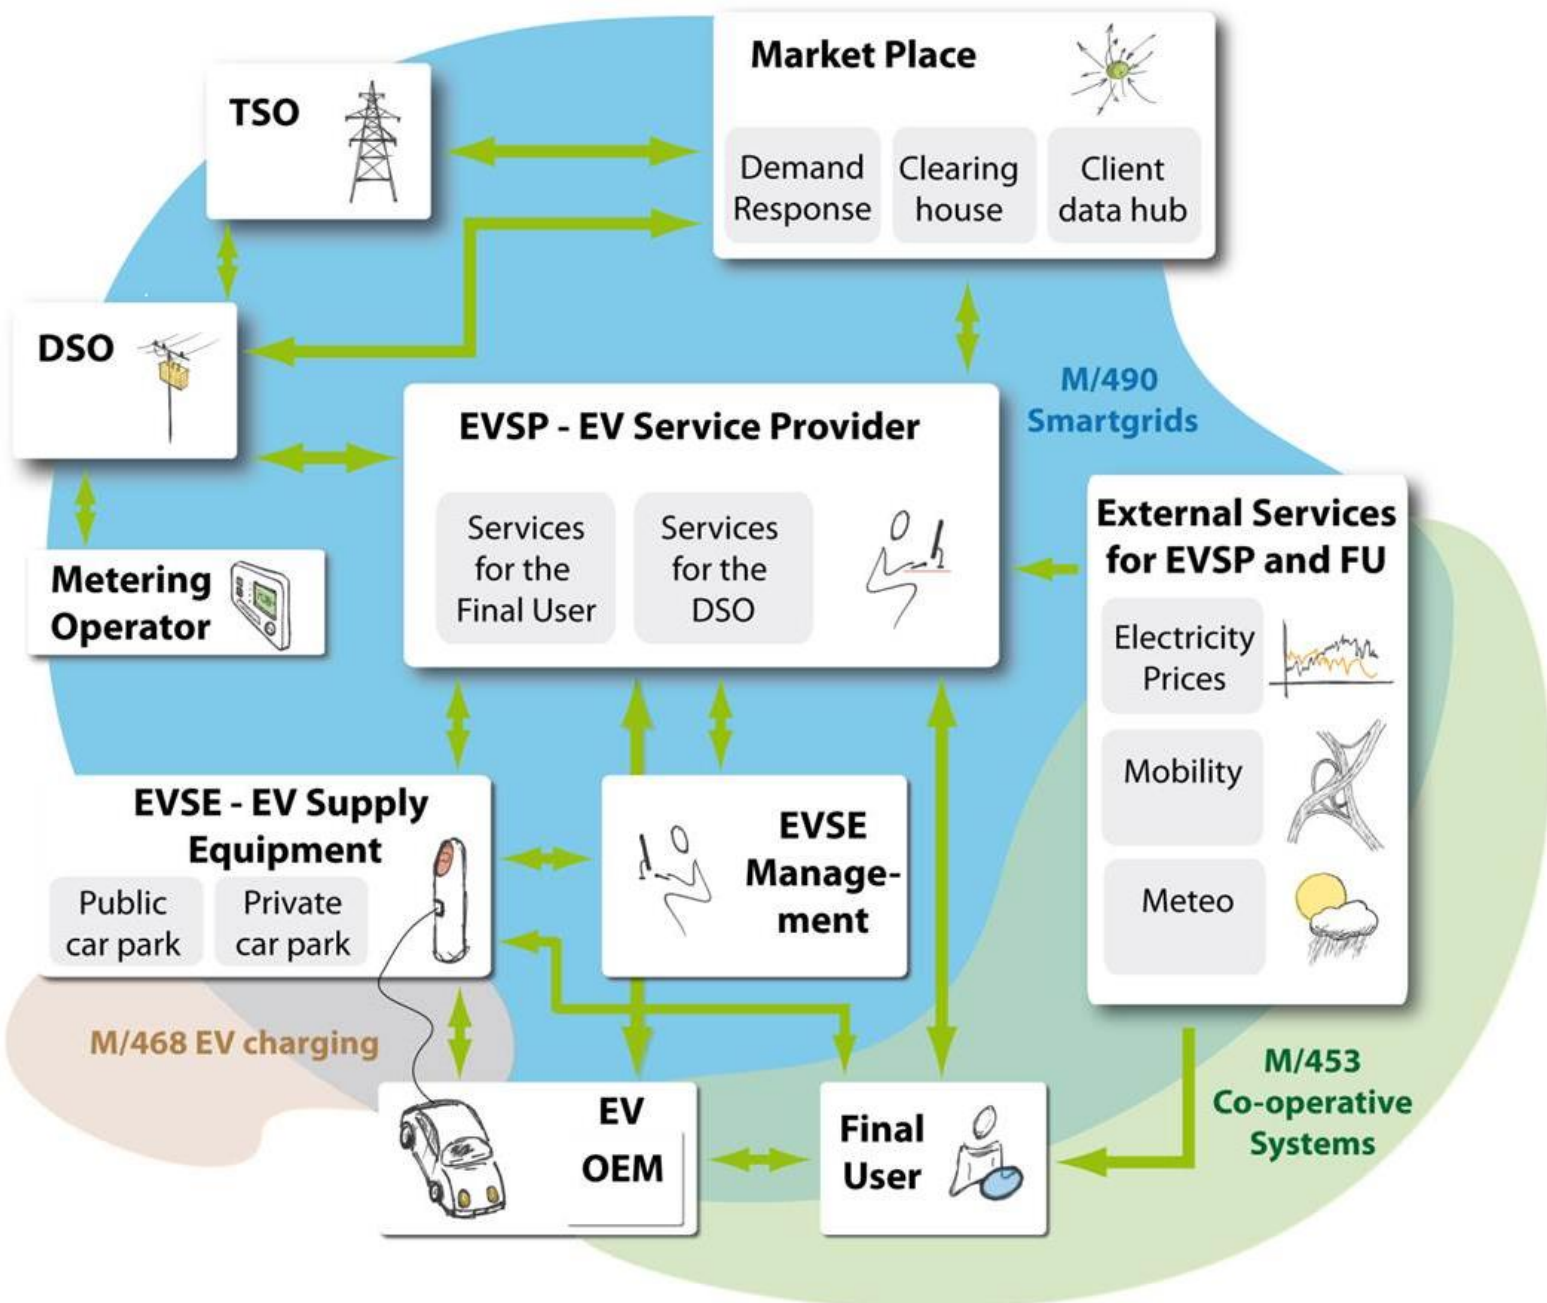 Market Place
TSO
Demand
Response
Clearing
house
Client
data hub
DSO
M/490
Smartgrids
EVSP - EV Service Provider
Services
for the
Final User
Services
for the
DSO
External Services
for EVSP and FU
Electricity
Prices
Mobility
Meteo
Metering
Operator
EVSE - EV Supply
Equipment
Public
car park
Private
car park
EVSE
Manage-
ment
M/468 EV charging
M/453
Co-operative
Systems
EV
OEM
Final
User